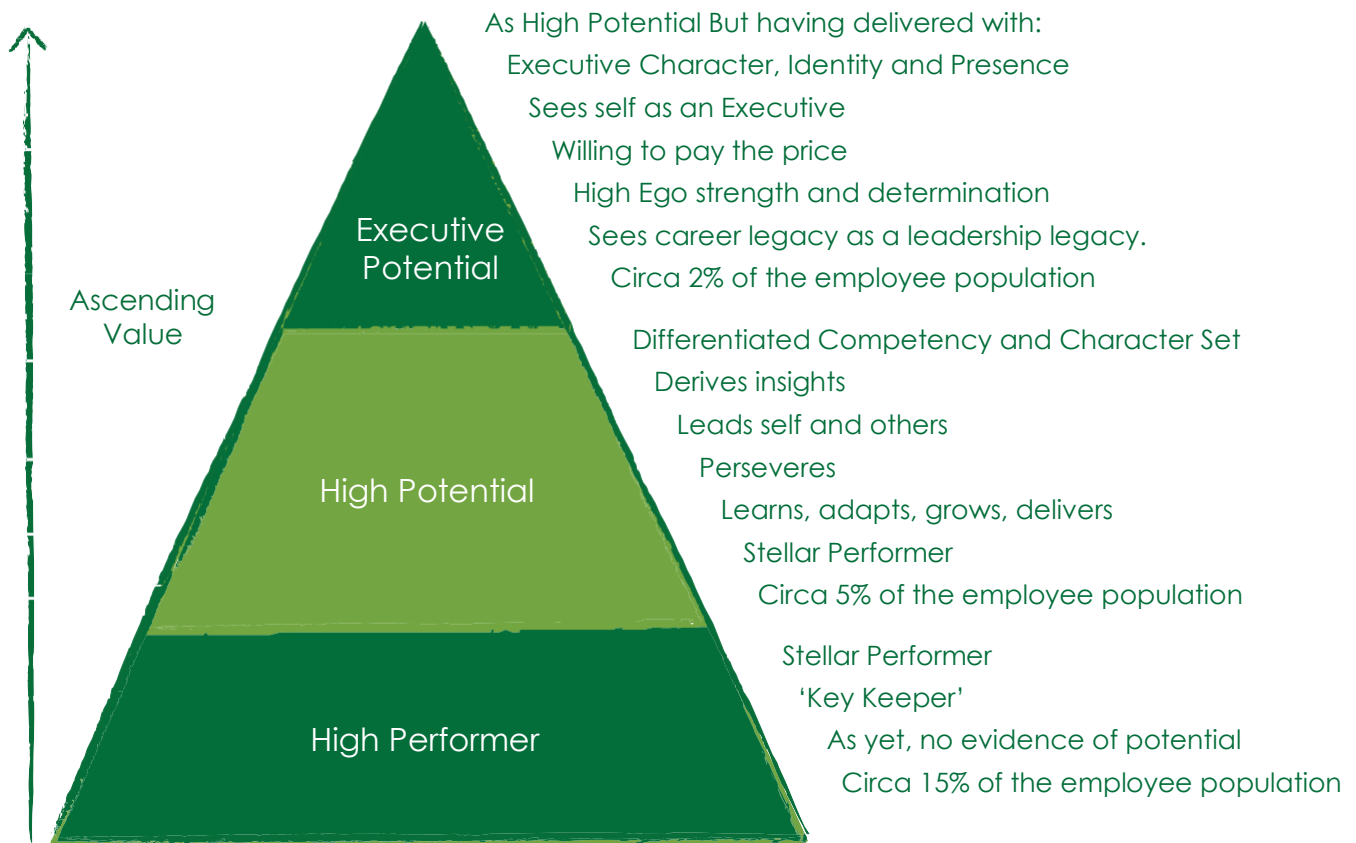 As High Potential But having delivered with:
Executive Character, Identity and Presence
Sees self as an Executive
Willing to pay the price
High Ego strength and determination
Sees career legacy as a leadership legacy.
Circa 2% of the employee population
Executive
Potential
Ascending
Value
Differentiated Competency and Character Set
Derives insights
Leads self and others
Perseveres
Learns, adapts, grows, delivers
Stellar Performer
Circa 5% of the employee population
High Potential
Stellar Performer
‘Key Keeper’
As yet, no evidence of potential
Circa 15% of the employee population
High Performer